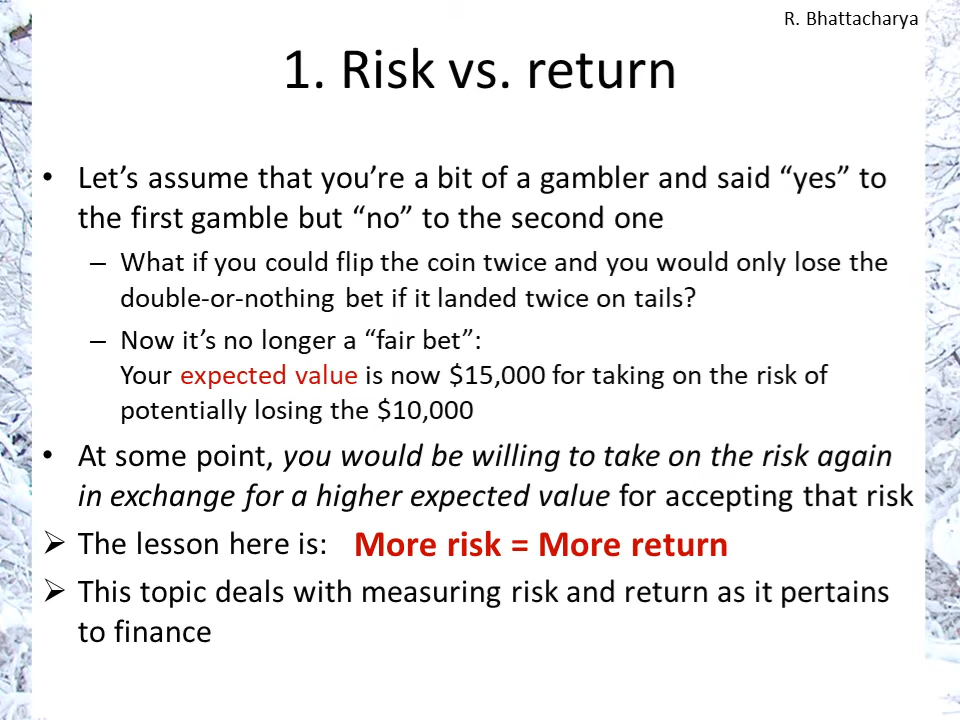 R. Bhattacharya
1. Risk vs. return
• Let’s assume that you’re a bit of a gambler and said “yes” to
the first gamble but “no” to the second one
– What if you could flip the coin twice and you would only lose the
double-or-nothing bet if it landed twice on tails?
– Now it’s no longer a “fair bet”:
Your expected value is now $15,000 for taking on the risk of
potentially losing the $10,000
• At some point, you would be willing to take on the risk again
in exchange for a higher expected value for accepting that risk
➢ The lesson here is: More risk = More return
➢ This topic deals with measuring risk and return as it pertains
to finance